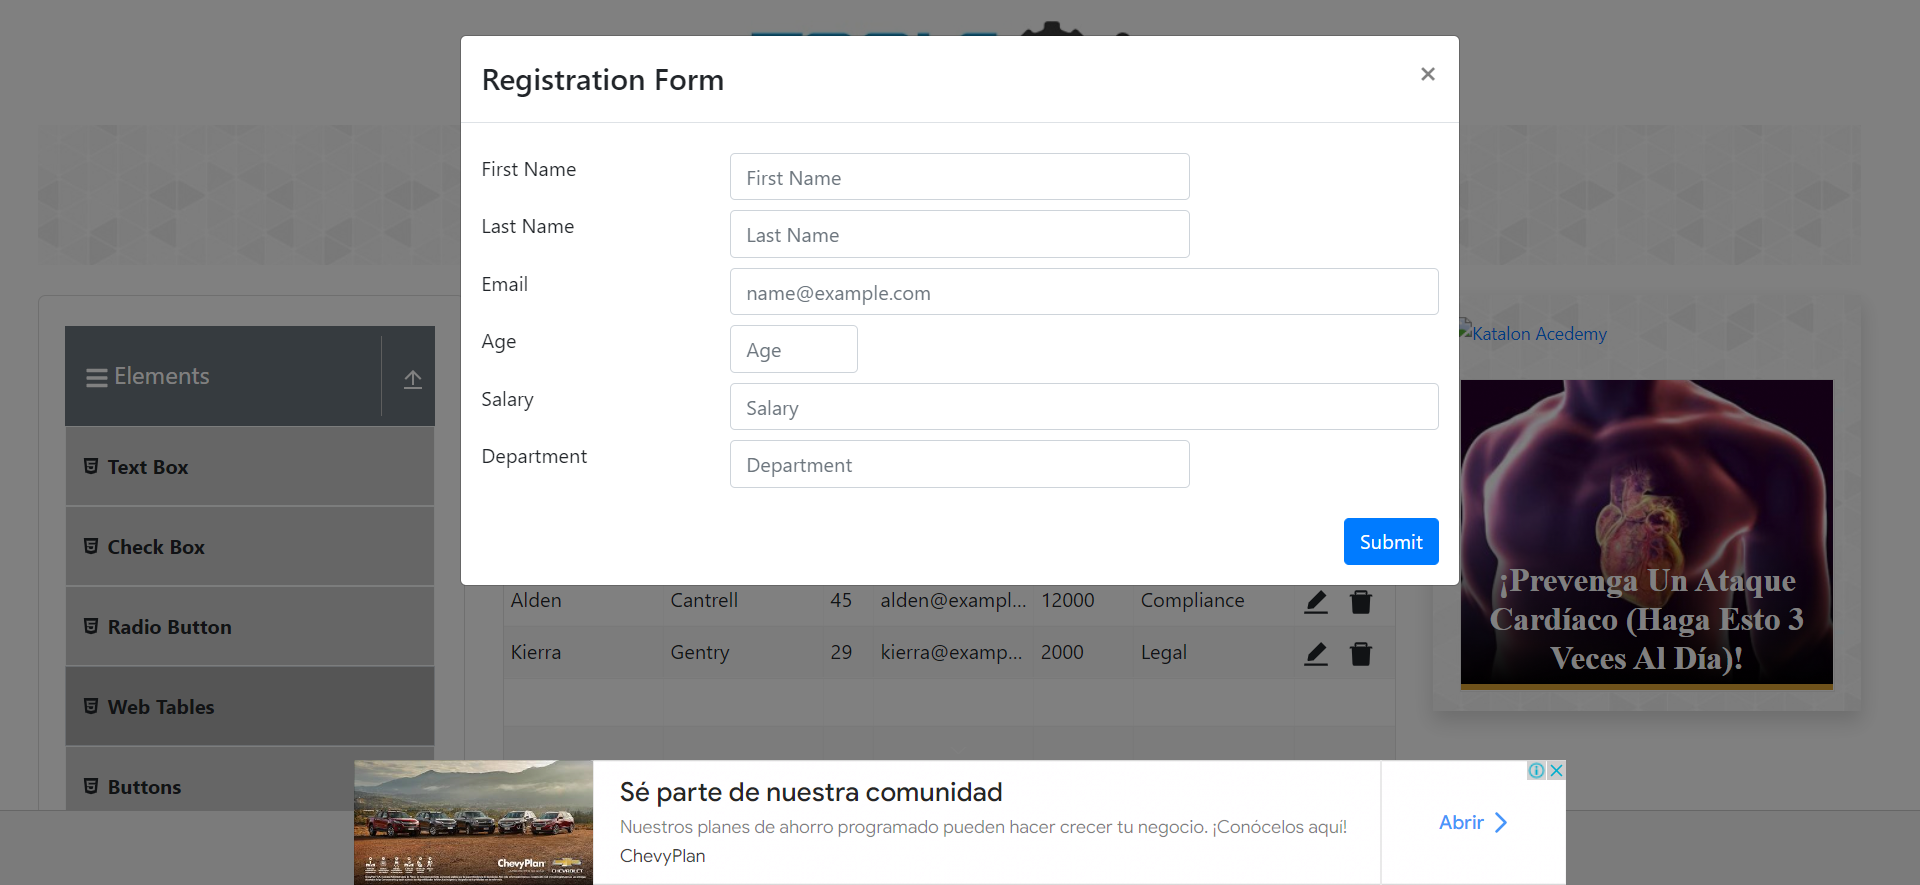 Registration Form
×
First Name
First Name
Last Name
Last Name
Email
name@example.com
Age
Age
Salary
Salary
Department
Department
Submit
Elements
Text Box
Check Box
Radio Button
Web Tables
Buttons
Alden Cantrell 45 alden@exampl... 12000 Compliance
Kierra Gentry 29 kierra@examp... 2000 Legal
Katalon Acedemy
¡Prevenga Un Ataque
Cardíaco (Haga Esto 3
Veces Al Día)!
Sé parte de nuestra comunidad
Nuestros planes de ahorro programado pueden hacer crecer tu negocio. ¡Conócelos aquí!
ChevyPlan
Abrir
ChevyPlan
CHEVROLET